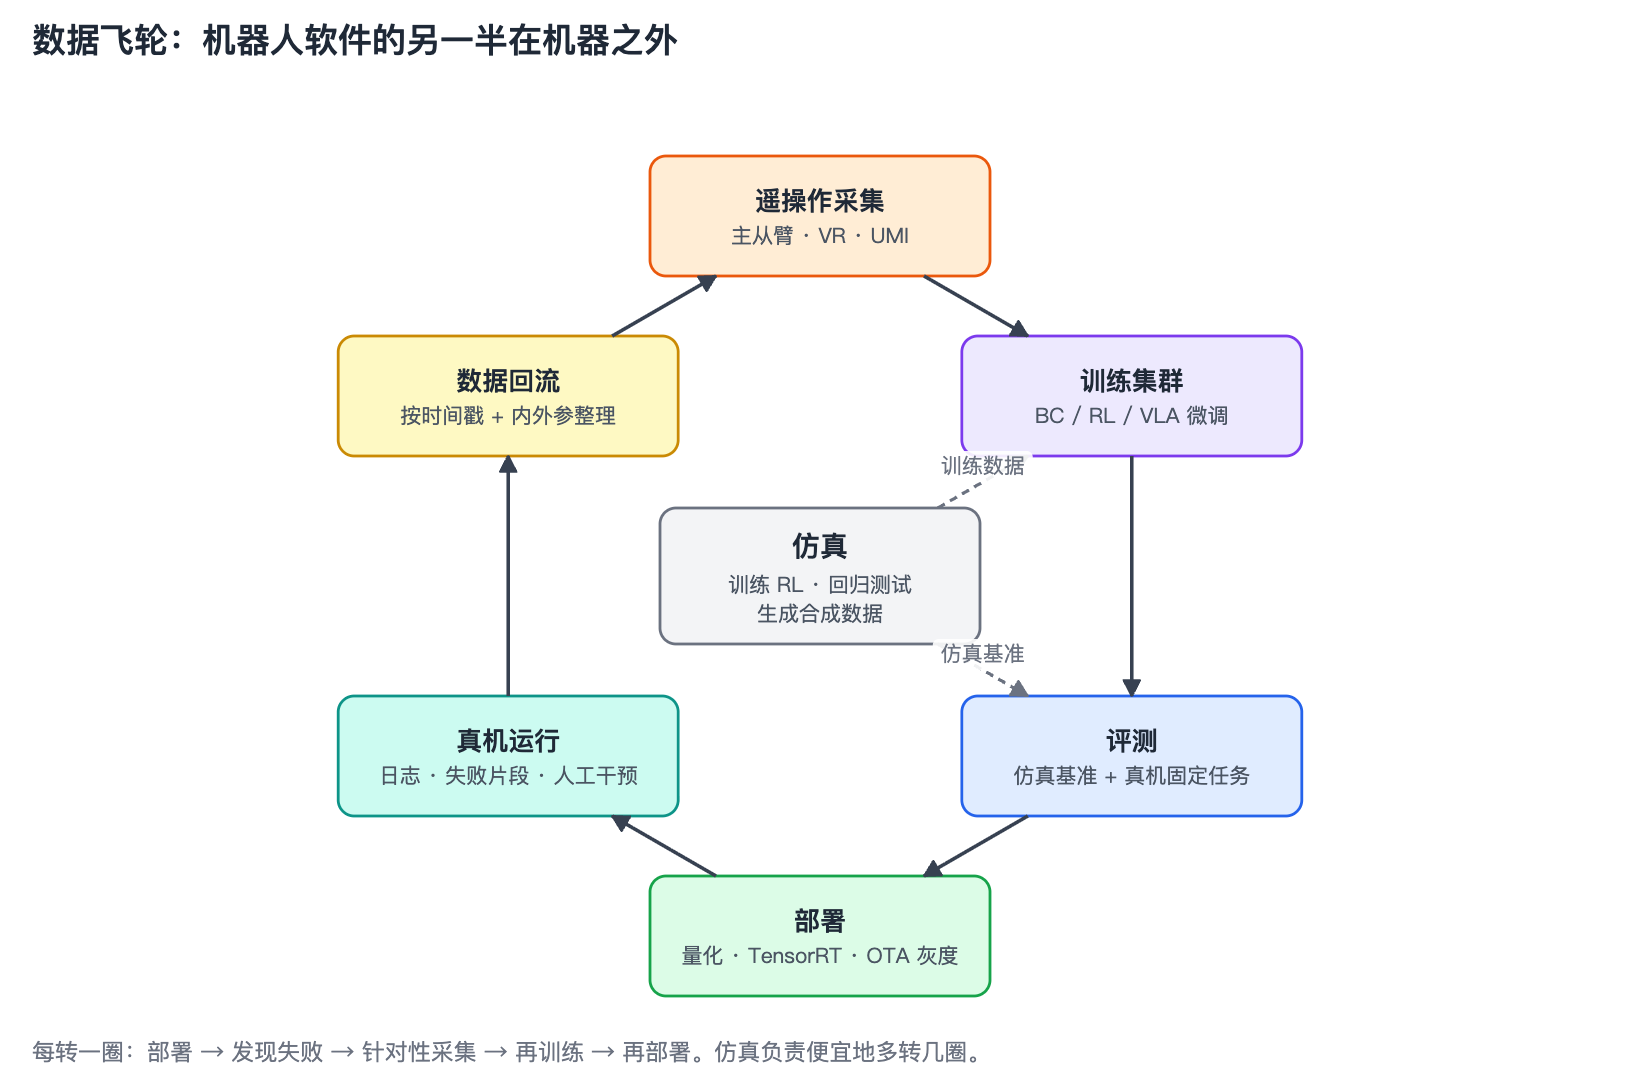 数据飞轮：机器人软件的另一半在机器之外
遥操作采集
主从臂 · VR · UMI
数据回流
按时间戳 + 内外参整理
训练集群
BC / RL / VLA 微调
训练数据
仿真
训练 RL · 回归测试
生成合成数据
仿真基准
真机运行
日志 · 失败片段 · 人工干预
评测
仿真基准 + 真机固定任务
部署
量化 · TensorRT · OTA 灰度
每转一圈：部署 → 发现失败 → 针对性采集 → 再训练 → 再部署。仿真负责便宜地多转几圈。